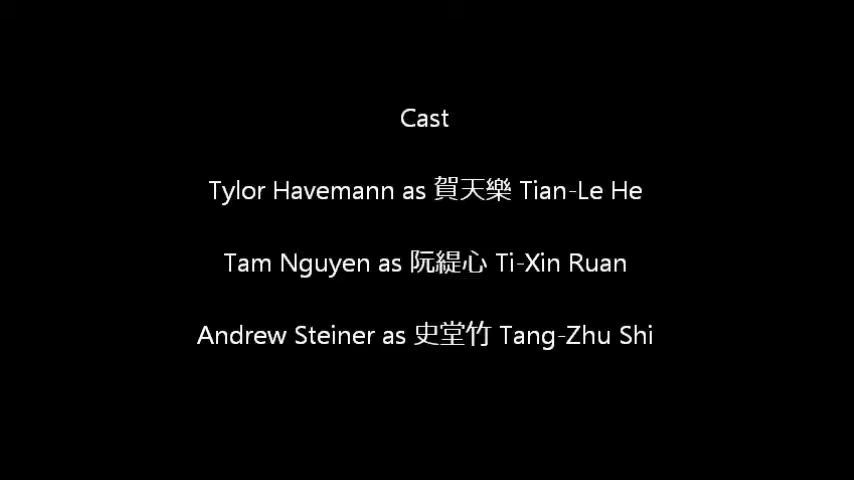 Cast
Tylor Havemann as 賀天樂 Tian-Le He
Tam Nguyen as 阮緹心 Ti-Xin Ruan
Andrew Steiner as 史堂竹 Tang-Zhu Shi